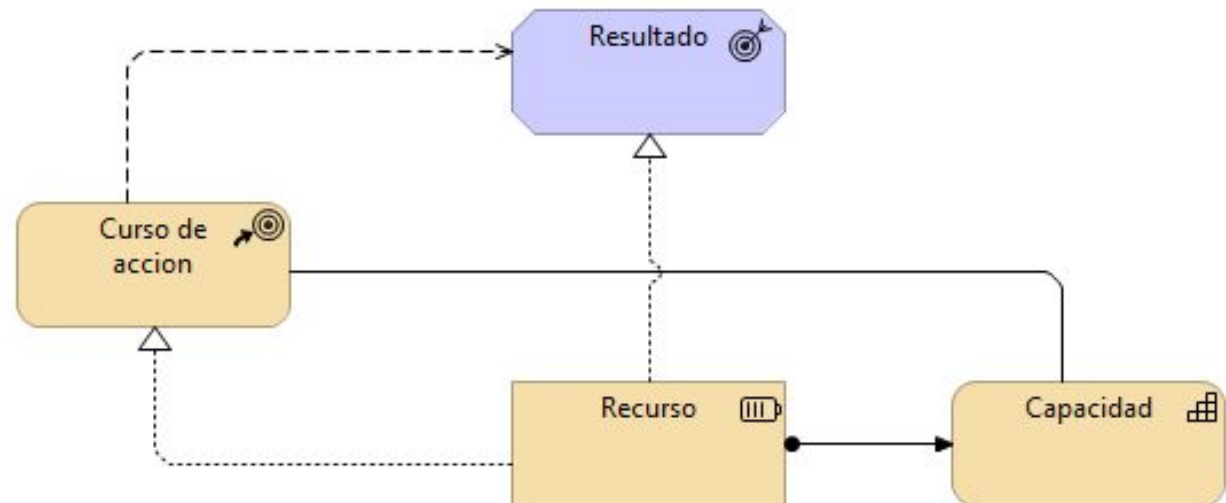 Resultado
Curso de
accion
Recurso
Capacidad